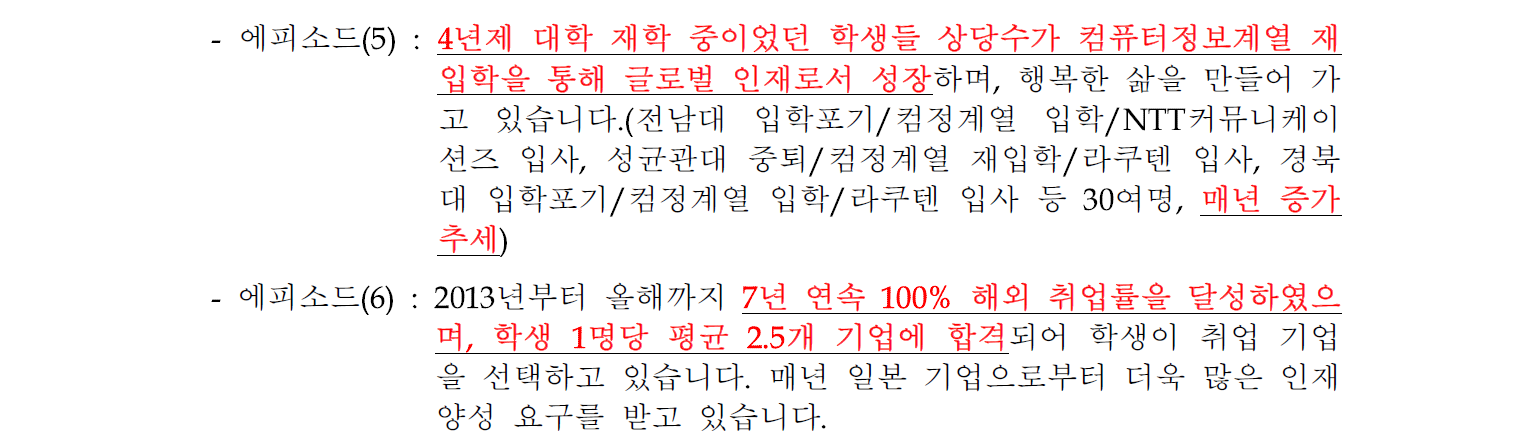 - 에피소드(5) : 4년제 대학 재학 중이었던 학생들 상당수가 컴퓨터정보계열 재
입학을 통해 글로벌 인재로서 성장하며, 행복한 삶을 만들어 가
고 있습니다.(전남대 입학포기/컴정계열 입학/NTT커뮤니케이
션즈 입사, 성균관대 중퇴/컴정계열 재입학/라쿠텐 입사, 경북
대 입학포기/컴정계열 입학/라쿠텐 입사 등 30여명, 매년 증가
추세)
- 에피소드(6) : 2013년부터 올해까지 7년 연속 100% 해외 취업률을 달성하였으
며, 학생 1명당 평균 2.5개 기업에 합격되어 학생이 취업 기업
을 선택하고 있습니다. 매년 일본 기업으로부터 더욱 많은 인재
양성 요구를 받고 있습니다.